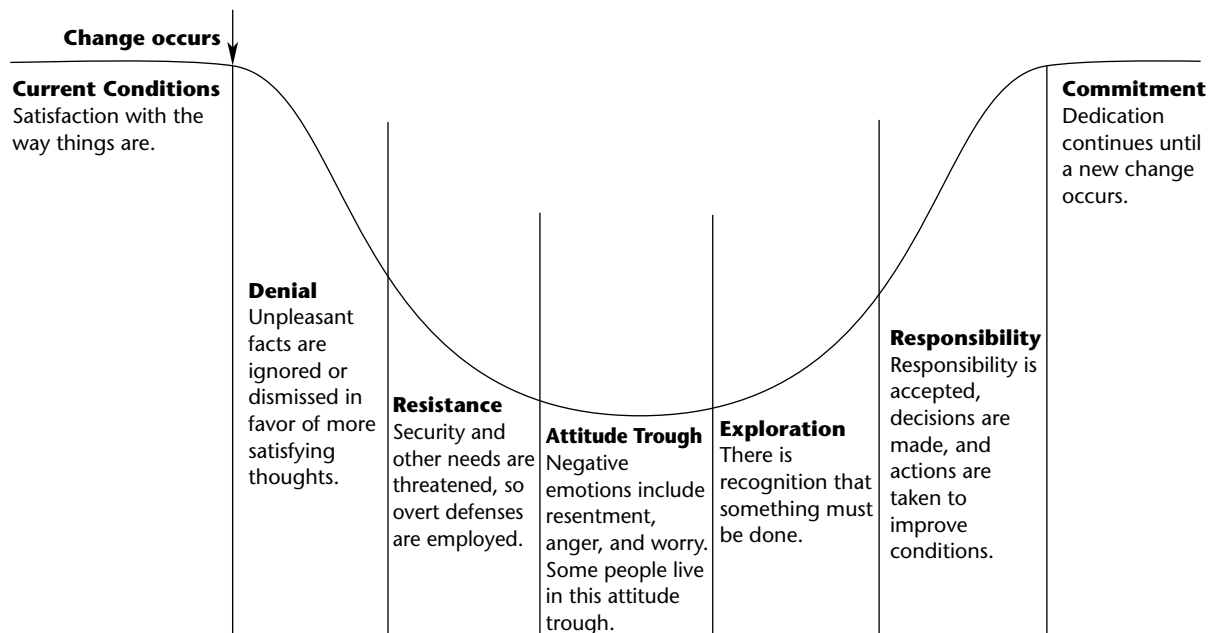 Change occurs
Current Conditions
Satisfaction with the
way things are.
Denial
Unpleasant
facts are
ignored or
dismissed in
favor of more
satisfying
thoughts.
Resistance
Security and
other needs are
threatened, so
overt defenses
are employed.
Attitude Trough
Negative
emotions include
resentment,
anger, and worry.
Some people live
in this attitude
trough.
Exploration
There is
recognition that
something must
be done.
Responsibility
Responsibility is
accepted,
decisions are
made, and
actions are
taken to
improve
conditions.
Commitment
Dedication
continues until
a new change
occurs.